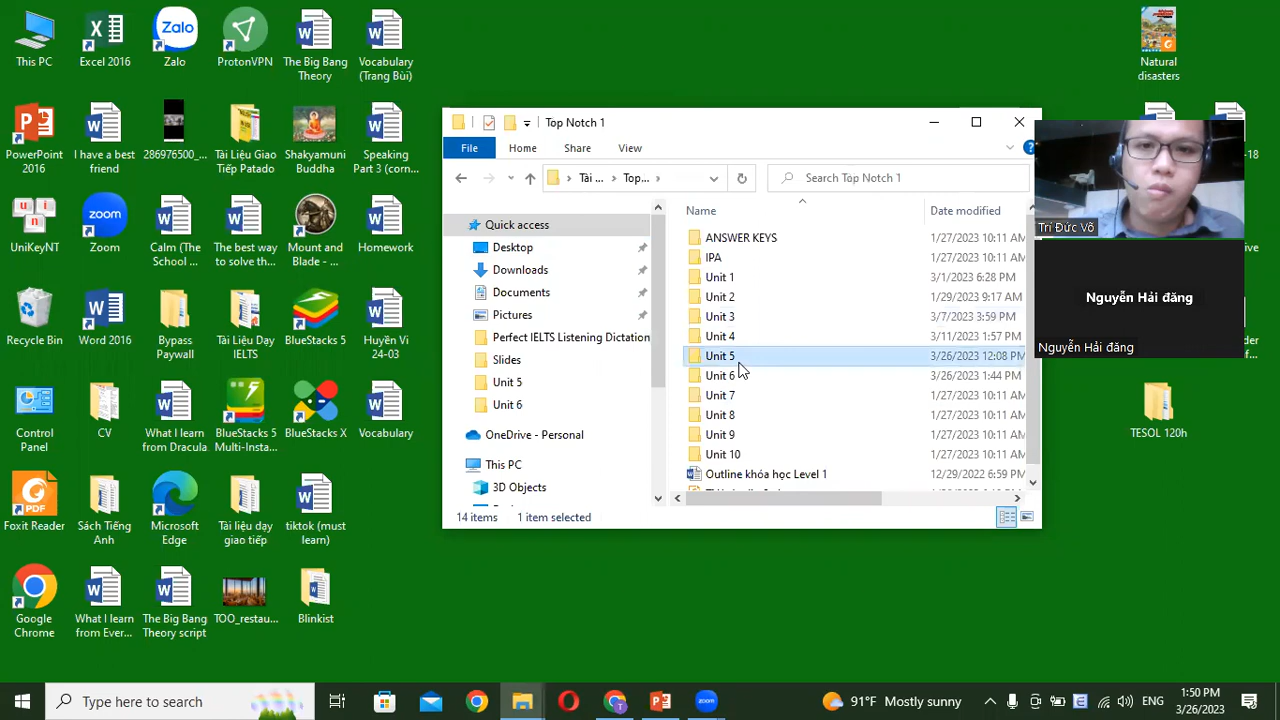 This PC
Excel 2016
Zalo
Zalo
ProtonVPN
The Big Bang
Theory
Vocabulary
(Trang Bùi)
Natural
disasters
PowerPoint
2016
I have a best
friend
286976500_...
Tài Liệu Giao
Tiếp Patado
Shakyamuni
Buddha
Speaking
Part 3 (corn...
UniKeyNT
Zoom
Calm (The
School ...
The best way
to solve th...
Mount and
Blade - ...
Homework
Recycle Bin
Word 2016
Bypass
Paywall
Tài Liệu Dạy
IELTS
BlueStacks 5
Huyền Vi
24-03
Control
Panel
CV
What I learn
from Dracula
BlueStacks 5
Multi-Insta...
BlueStacks X
Vocabulary
Foxit Reader
Sách Tiếng
Anh
Microsoft
Edge
Tài liệu dạy
giao tiếp
tiktok (must
learn)
Google
Chrome
What I learn
from Ever...
The Big Bang
Theory script
TOO_restau...
Blinkist
TESOL 120h
Top Notch 1
File
Home
Share
View
Tài ...
Top...
Search Top Notch 1
Quick access
Desktop
Downloads
Documents
Pictures
Perfect IELTS Listening Dictation
Slides
Unit 5
Unit 6
OneDrive - Personal
This PC
3D Objects
Name
Date modified
ANSWER KEYS 1/27/2023 10:11 AM
IPA 1/27/2023 10:11 AM
Unit 1 3/1/2023 6:28 PM
Unit 2 1/29/2023 9:17 AM
Unit 3 3/7/2023 3:59 PM
Unit 4 3/11/2023 1:57 PM
Unit 5 3/26/2023 12:08 PM
Unit 6 3/26/2023 1:44 PM
Unit 7 1/27/2023 10:11 AM
Unit 8 1/27/2023 10:11 AM
Unit 9 1/27/2023 10:11 AM
Unit 10 1/27/2023 10:11 AM
Outline khóa học Level 1 12/29/2022 6:59 PM
14 items
1 item selected
-18
Trí Đức Võ
Nguyễn Hải đăng
Nguyễn Hải đăng
Type here to search
91°F Mostly sunny
ENG
1:50 PM
3/26/2023